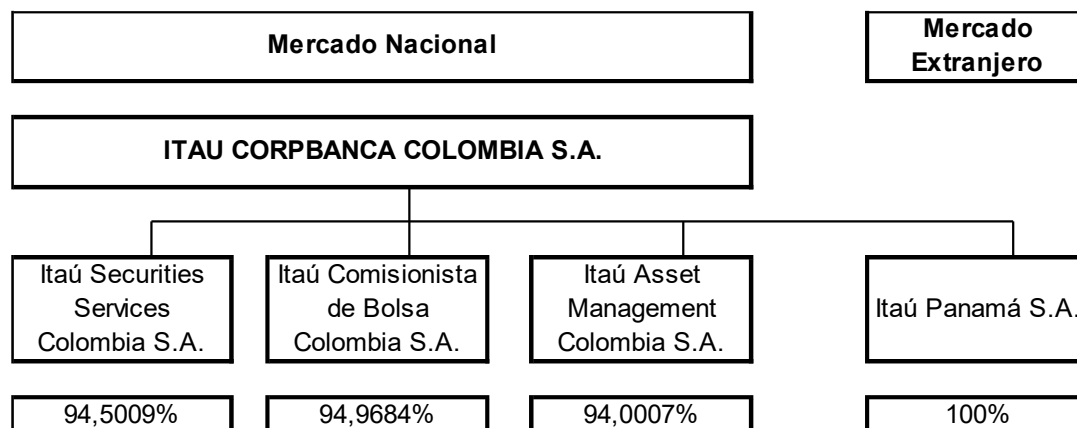 Mercado Nacional
Mercado
Extranjero
ITAU CORPBANCA COLOMBIA S.A.
Itaú Securities
Services
Colombia S.A.
Itaú Comisionista
de Bolsa
Colombia S.A.
Itaú Asset
Management
Colombia S.A.
Itaú Panamá S.A.
94,5009%
94,9684%
94,0007%
100%